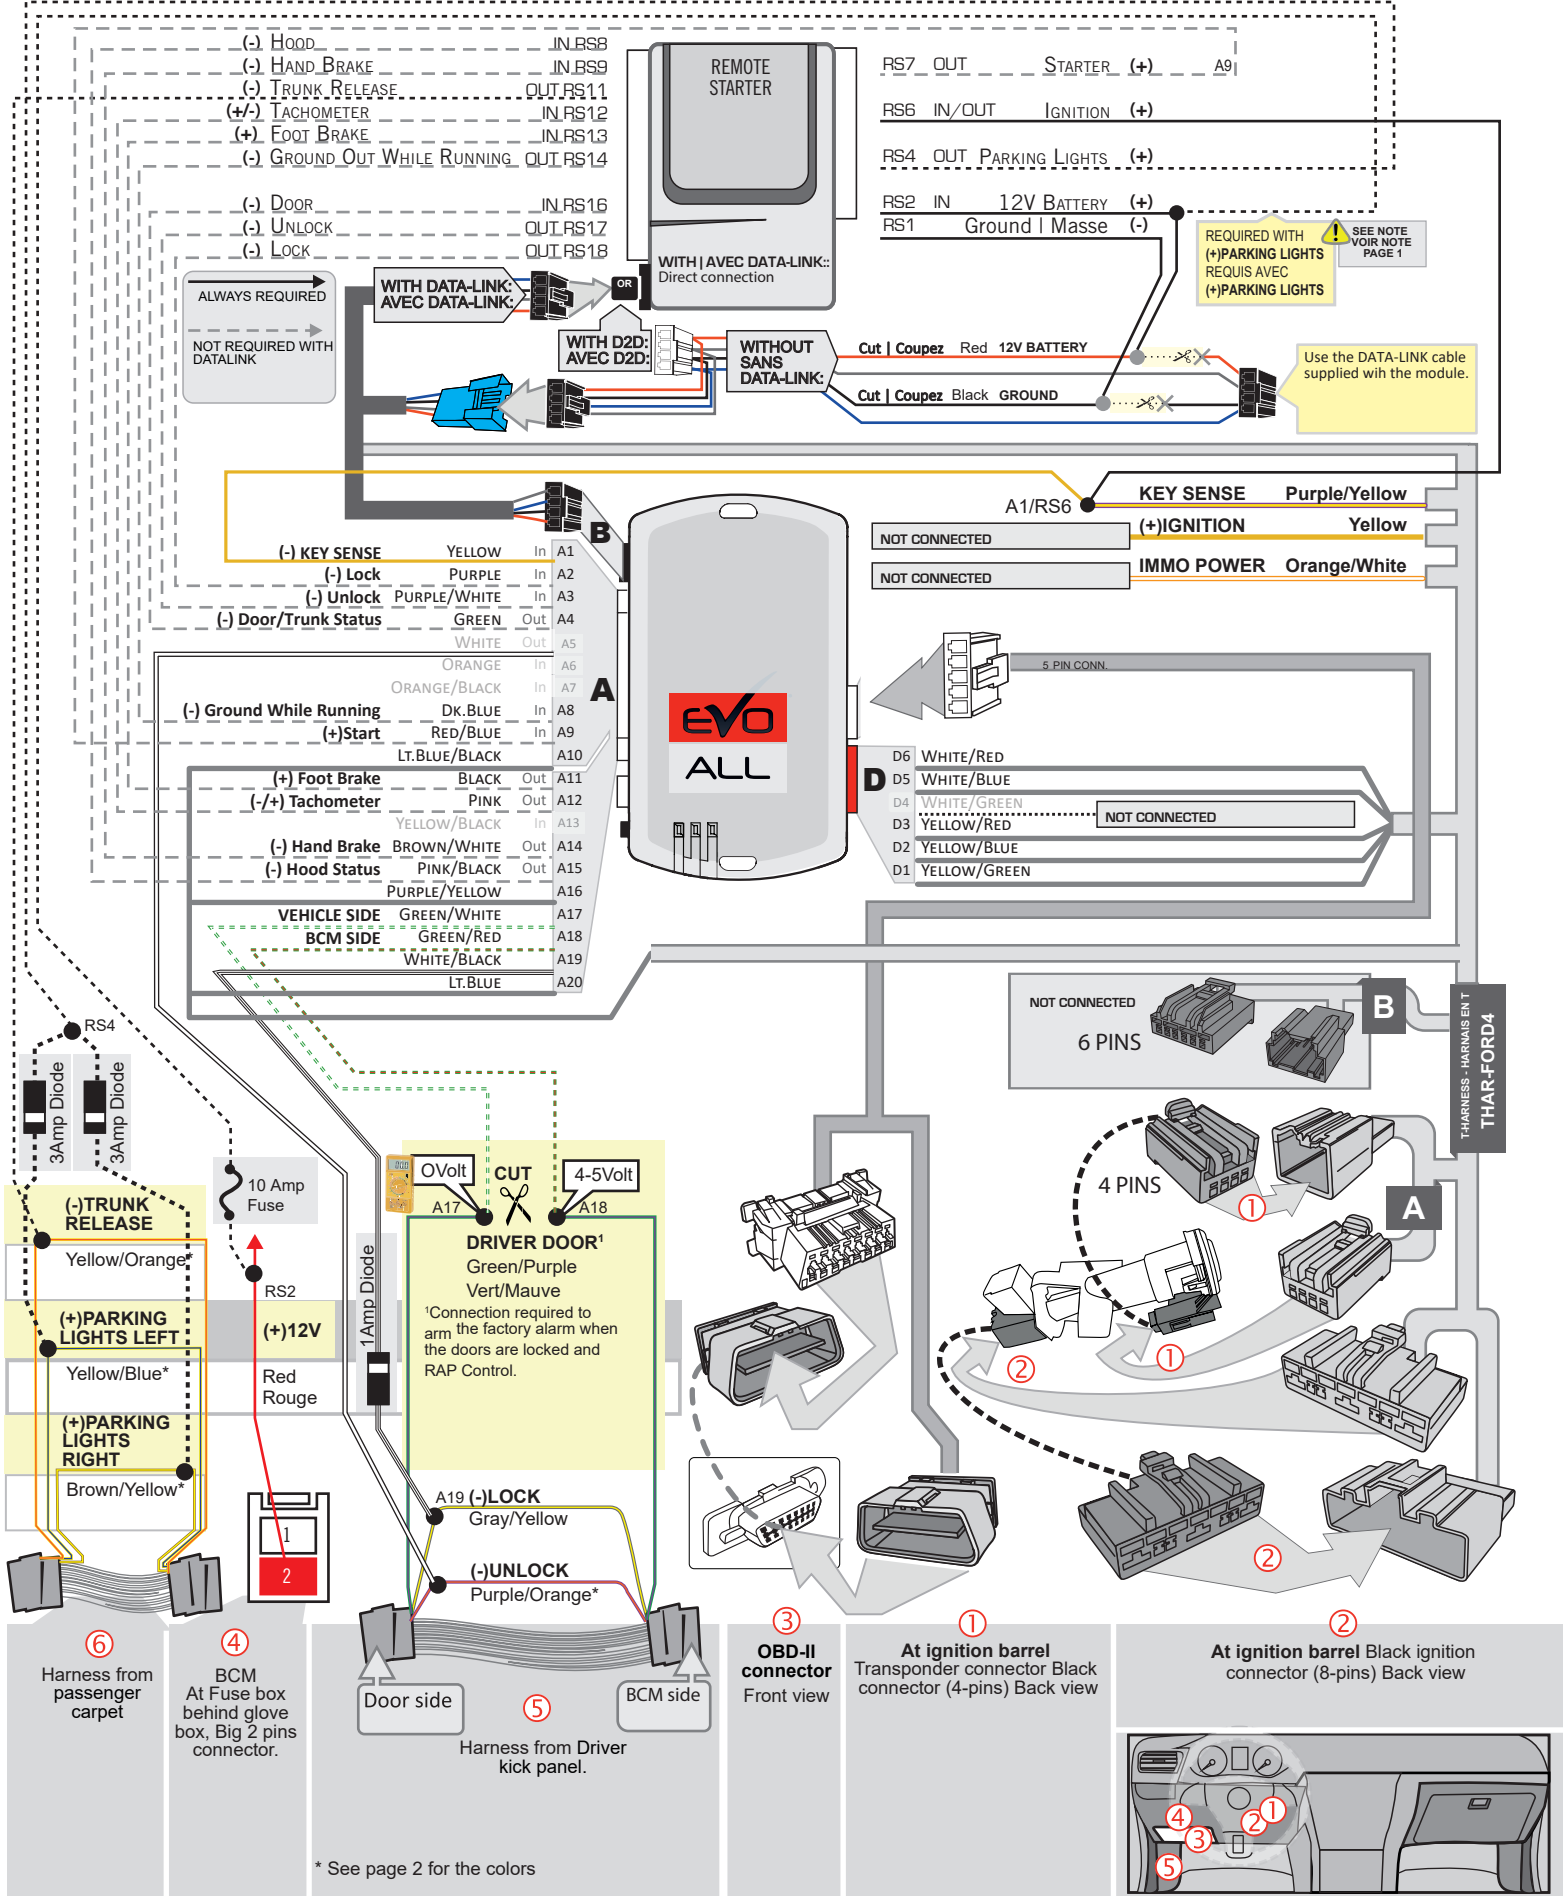 (-) HOOD IN RS8
(-) HAND BRAKE IN RS9
(-) TRUNK RELEASE OUT RS11
(+/-) TACHOMETER IN RS12
(+) FOOT BRAKE IN RS13
(-) GROUND OUT WHILE RUNNING OUT RS14
(-) DOOR IN RS16
(-) UNLOCK OUT RS17
(-) LOCK OUT RS18
REMOTE
STARTER
WITH | AVEC DATA-LINK::
Direct connection
RS7 OUT STARTER (+) A9
RS6 IN/OUT IGNITION (+)
RS4 OUT PARKING LIGHTS (+)
RS2 IN 12V BATTERY (+)
RS1 Ground | Masse (-)
REQUIRED WITH
(+)PARKING LIGHTS
REQUIS AVEC
(+)PARKING LIGHTS
SEE NOTE
VOIR NOTE
PAGE 1
ALWAYS REQUIRED
NOT REQUIRED WITH
DATALINK
WITH DATA-LINK:
AVEC DATA-LINK:
OR
WITH D2D:
AVEC D2D:
WITHOUT
SANS
DATA-LINK:
Cut | Coupez Red 12V BATTERY
Cut | Coupez Black GROUND
Use the DATA-LINK cable
supplied wih the module.
A1/RS6
KEY SENSE Purple/Yellow
NOT CONNECTED (+)IGNITION Yellow
NOT CONNECTED IMMO POWER Orange/White
B
A
D
(-) KEY SENSE YELLOW In A1
(-) Lock PURPLE In A2
(-) Unlock PURPLE/WHITE In A3
(-) Door/Trunk Status GREEN Out A4
WHITE Out A5
ORANGE In A6
ORANGE/BLACK In A7
(-) Ground While Running DK.BLUE In A8
(+)Start RED/BLUE In A9
LT.BLUE/BLACK A10
(+) Foot Brake BLACK Out A11
(-/+) Tachometer PINK Out A12
YELLOW/BLACK In A13
(-) Hand Brake BROWN/WHITE Out A14
(-) Hood Status PINK/BLACK Out A15
PURPLE/YELLOW A16
VEHICLE SIDE GREEN/WHITE A17
BCM SIDE GREEN/RED A18
WHITE/BLACK A19
LT.BLUE A20
EVO
ALL
5 PIN CONN.
D6 WHITE/RED
D5 WHITE/BLUE
D4 WHITE/GREEN NOT CONNECTED
D3 YELLOW/RED
D2 YELLOW/BLUE
D1 YELLOW/GREEN
NOT CONNECTED
6 PINS
B
T-HARNESS - HARNAIS EN T
THAR-FORD4
4 PINS
A
1
1
2
2
RS4
3Amp Diode
3Amp Diode
10 Amp
Fuse
(-)TRUNK
RELEASE
Yellow/Orange*
(+)PARKING
LIGHTS LEFT
Yellow/Blue*
(+)PARKING
LIGHTS
RIGHT
Brown/Yellow*
RS2
(+)12V
Red
Rouge
1
2
1Amp Diode
0Volt
CUT
4-5Volt
A17
A18
DRIVER DOOR¹
Green/Purple
Vert/Mauve
¹Connection required to
arm the factory alarm when
the doors are locked and
RAP Control.
A19 (-)LOCK
Gray/Yellow
(-)UNLOCK
Purple/Orange*
Door side
BCM side
6
Harness from
passenger
carpet
4
BCM
At Fuse box
behind glove
box, Big 2 pins
connector.
5
Harness from Driver
kick panel.
3
OBD-II
connector
Front view
1
At ignition barrel
Transponder connector Black
connector (4-pins) Back view
2
At ignition barrel Black ignition
connector (8-pins) Back view
4
3
5
2
1
* See page 2 for the colors